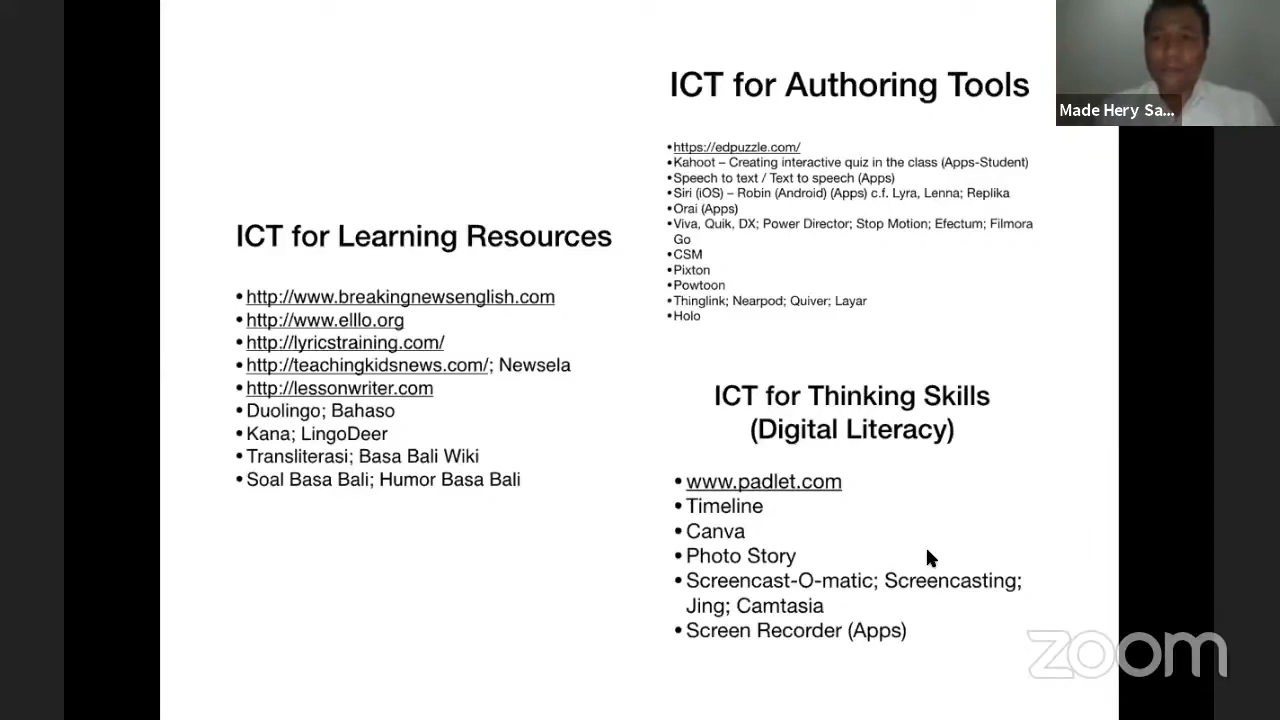 ICT for Learning Resources
•http://www.breakingnewsenglish.com
•http://www.elllo.org
•http://lyricstraining.com/
•http://teachingkidsnews.com/; Newsela
•http://lessonwriter.com
•Duolingo; Bahaso
•Kana; LingoDeer
•Transliterasi; Basa Bali Wiki
•Soal Basa Bali; Humor Basa Bali
ICT for Authoring Tools
•https://edpuzzle.com/
•Kahoot – Creating interactive quiz in the class (Apps-Student)
•Speech to text / Text to speech (Apps)
•Siri (iOS) – Robin (Android) (Apps) c.f. Lyra, Lenna; Replika
•Orai (Apps)
•Viva, Quik, DX; Power Director; Stop Motion; Efectum; Filmora
Go
•CSM
•Pixton
•Powtoon
•Thinglink; Nearpod; Quiver; Layar
•Holo
ICT for Thinking Skills
(Digital Literacy)
•www.padlet.com
•Timeline
•Canva
•Photo Story
•Screencast-O-matic; Screencasting;
Jing; Camtasia
•Screen Recorder (Apps)
Made Hery Sa...
zoom